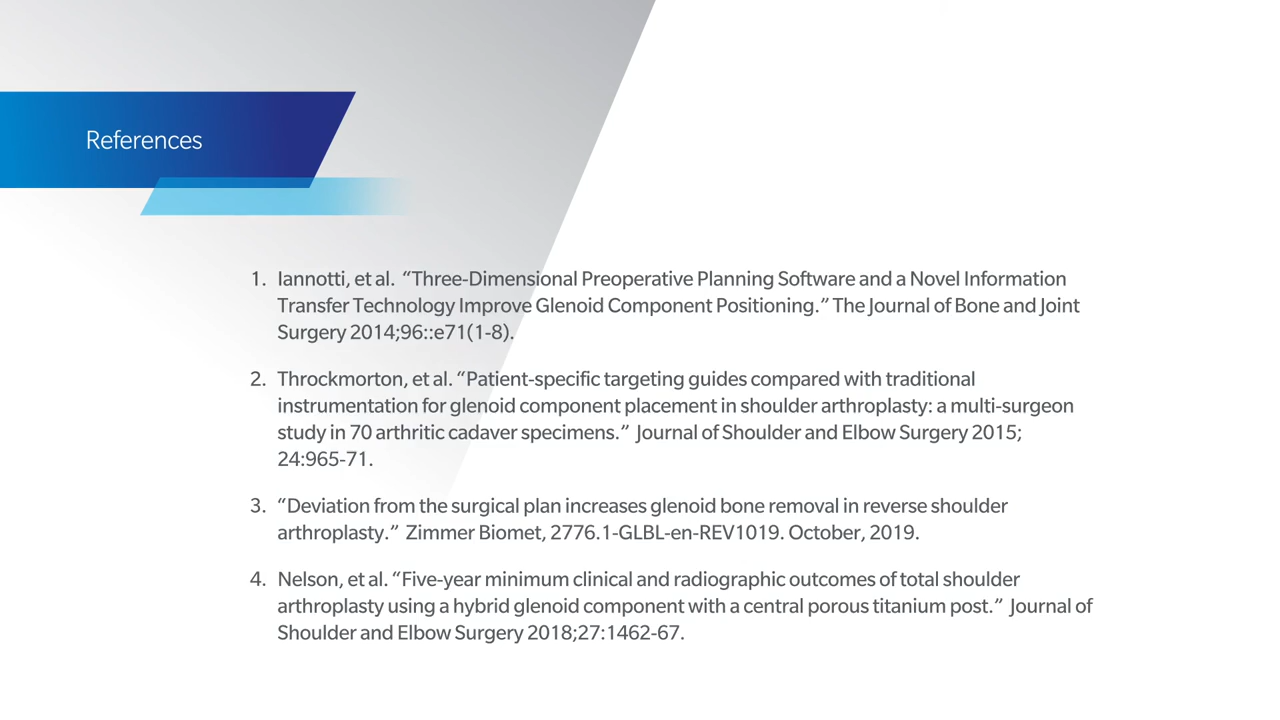 References
1. Iannotti, et al. “Three-Dimensional Preoperative Planning Software and a Novel Information
Transfer Technology Improve Glenoid Component Positioning.” The Journal of Bone and Joint
Surgery 2014;96::e71(1-8).
2. Throckmorton, et al. “Patient-specific targeting guides compared with traditional
instrumentation for glenoid component placement in shoulder arthroplasty: a multi-surgeon
study in 70 arthritic cadaver specimens.” Journal of Shoulder and Elbow Surgery 2015;
24:965-71.
3. “Deviation from the surgical plan increases glenoid bone removal in reverse shoulder
arthroplasty.” Zimmer Biomet, 2776.1-GLBL-en-REV1019. October, 2019.
4. Nelson, et al. “Five-year minimum clinical and radiographic outcomes of total shoulder
arthroplasty using a hybrid glenoid component with a central porous titanium post.” Journal of
Shoulder and Elbow Surgery 2018;27:1462-67.